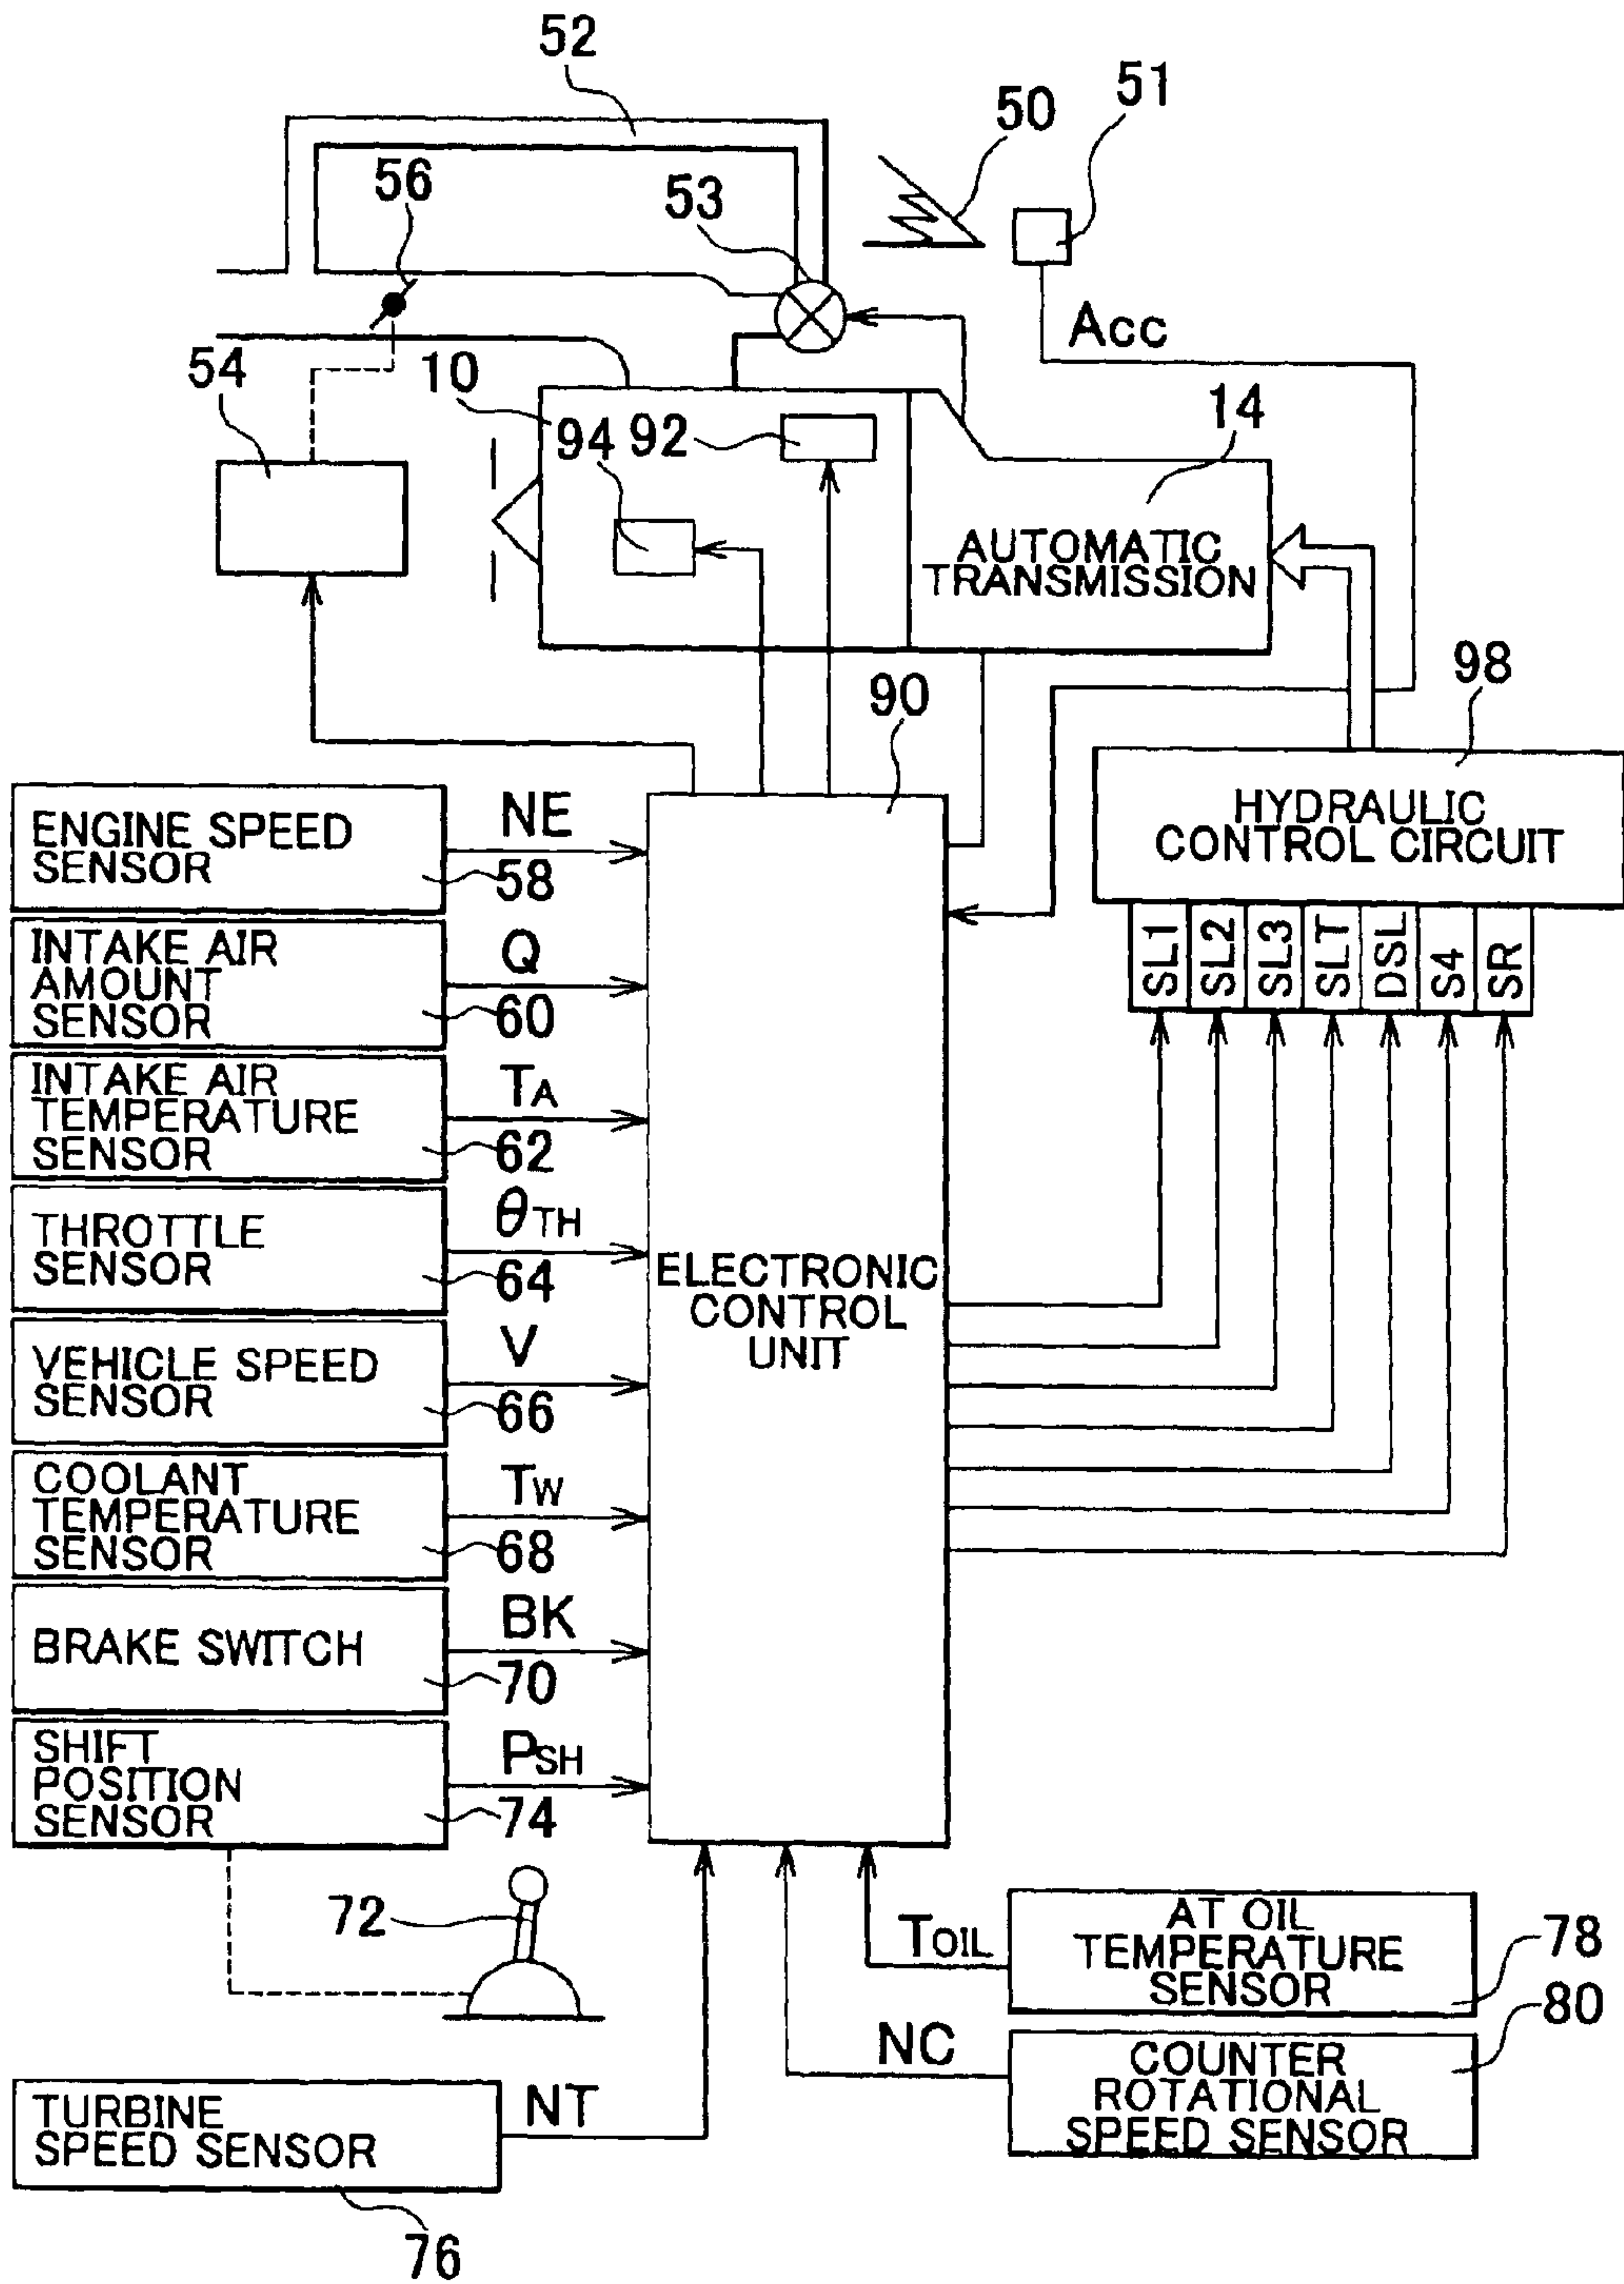 52
51
50
56
53
Acc
54
10
94
92
14
AUTOMATIC
TRANSMISSION
98
90
HYDRAULIC
CONTROL CIRCUIT
SL1
SL2
SL3
SLT
DSL
S4
SR
ENGINE SPEED
SENSOR
NE
58
INTAKE AIR
AMOUNT
SENSOR
Q
60
INTAKE AIR
TEMPERATURE
SENSOR
TA
62
THROTTLE
SENSOR
θTH
64
VEHICLE SPEED
SENSOR
V
66
COOLANT
TEMPERATURE
SENSOR
TW
68
BRAKE SWITCH
BK
70
SHIFT
POSITION
SENSOR
PSH
74
ELECTRONIC
CONTROL
UNIT
72
TOIL
AT OIL
TEMPERATURE
SENSOR
78
NC
COUNTER
ROTATIONAL
SPEED SENSOR
80
TURBINE
SPEED SENSOR
NT
76